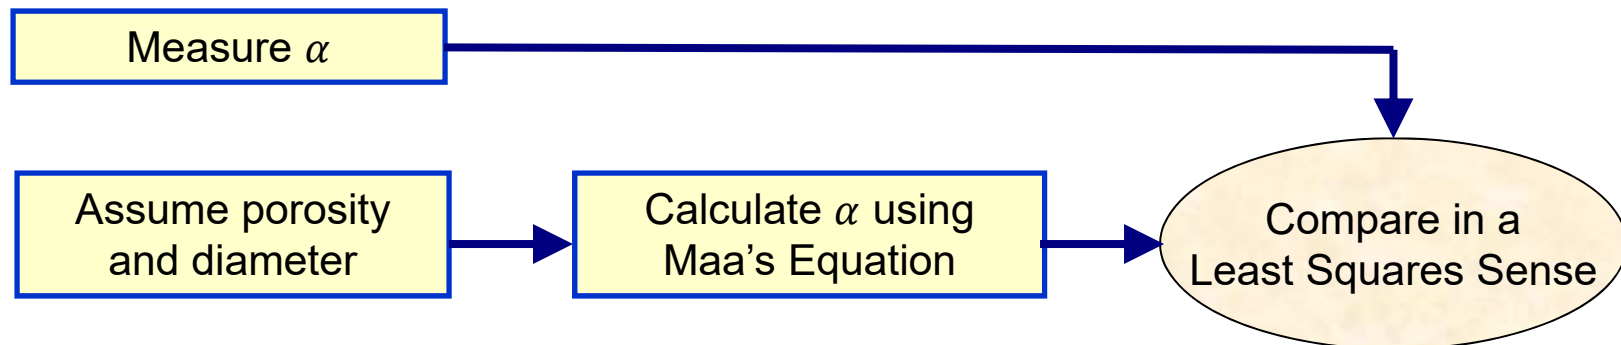 Measure α
Assume porosity
and diameter
Calculate α using
Maa's Equation
Compare in a
Least Squares Sense